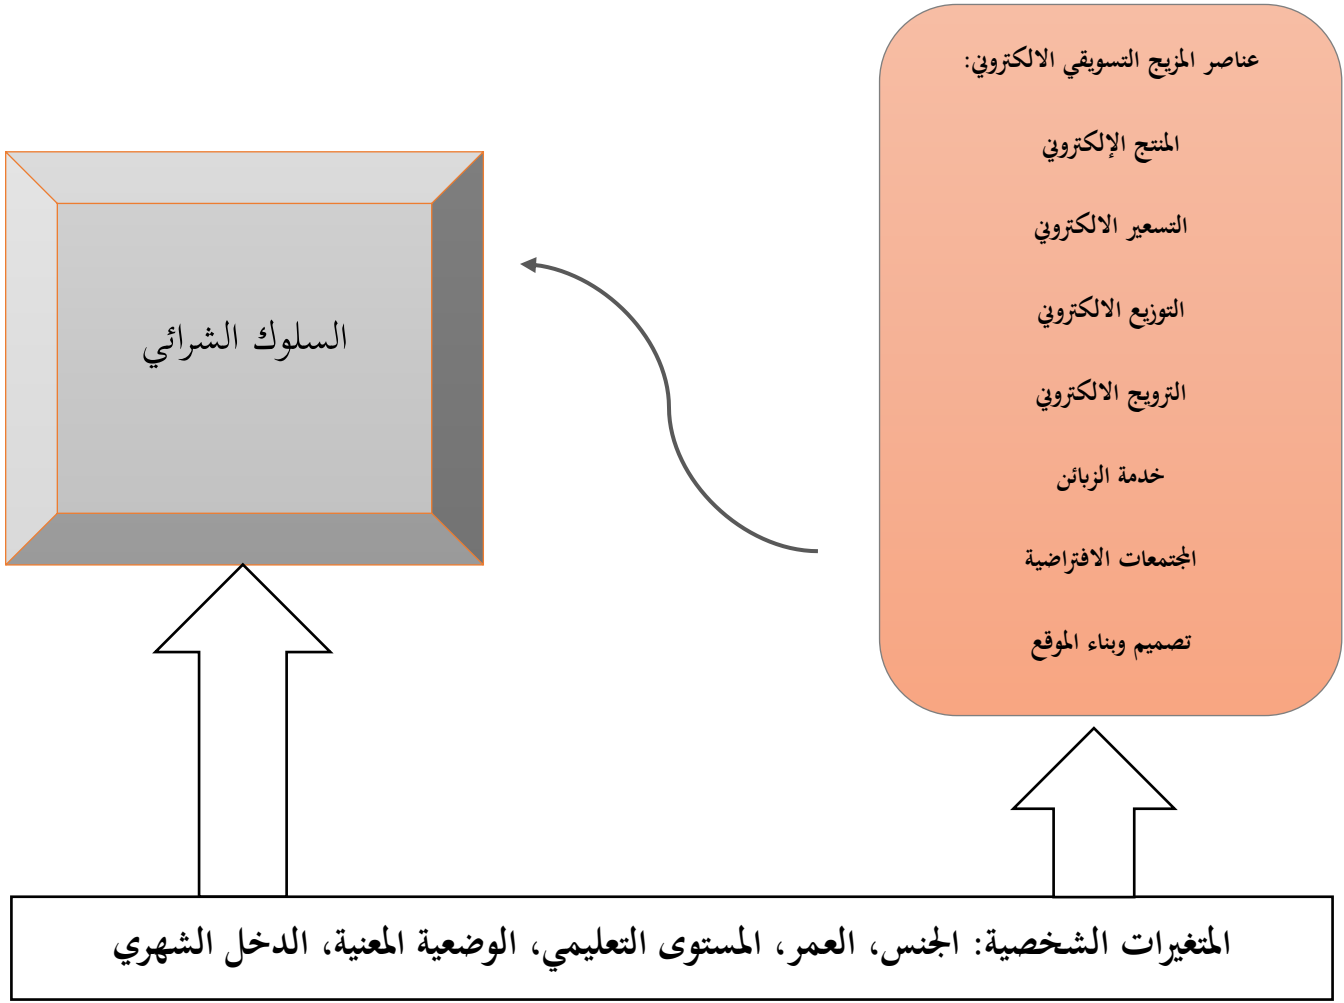 عناصر المزيج التسويقي الالكتروني:
المنتج الإلكتروني
التسعير الالكتروني
التوزيع الالكتروني
الترويج الالكتروني
خدمة الزبائن
المجتمعات الافتراضية
تصميم وبناء الموقع
السلوك الشرائي
المتغيرات الشخصية: الجنس، العمر، المستوى التعليمي، الوضعية المعنية، الدخل الشهري